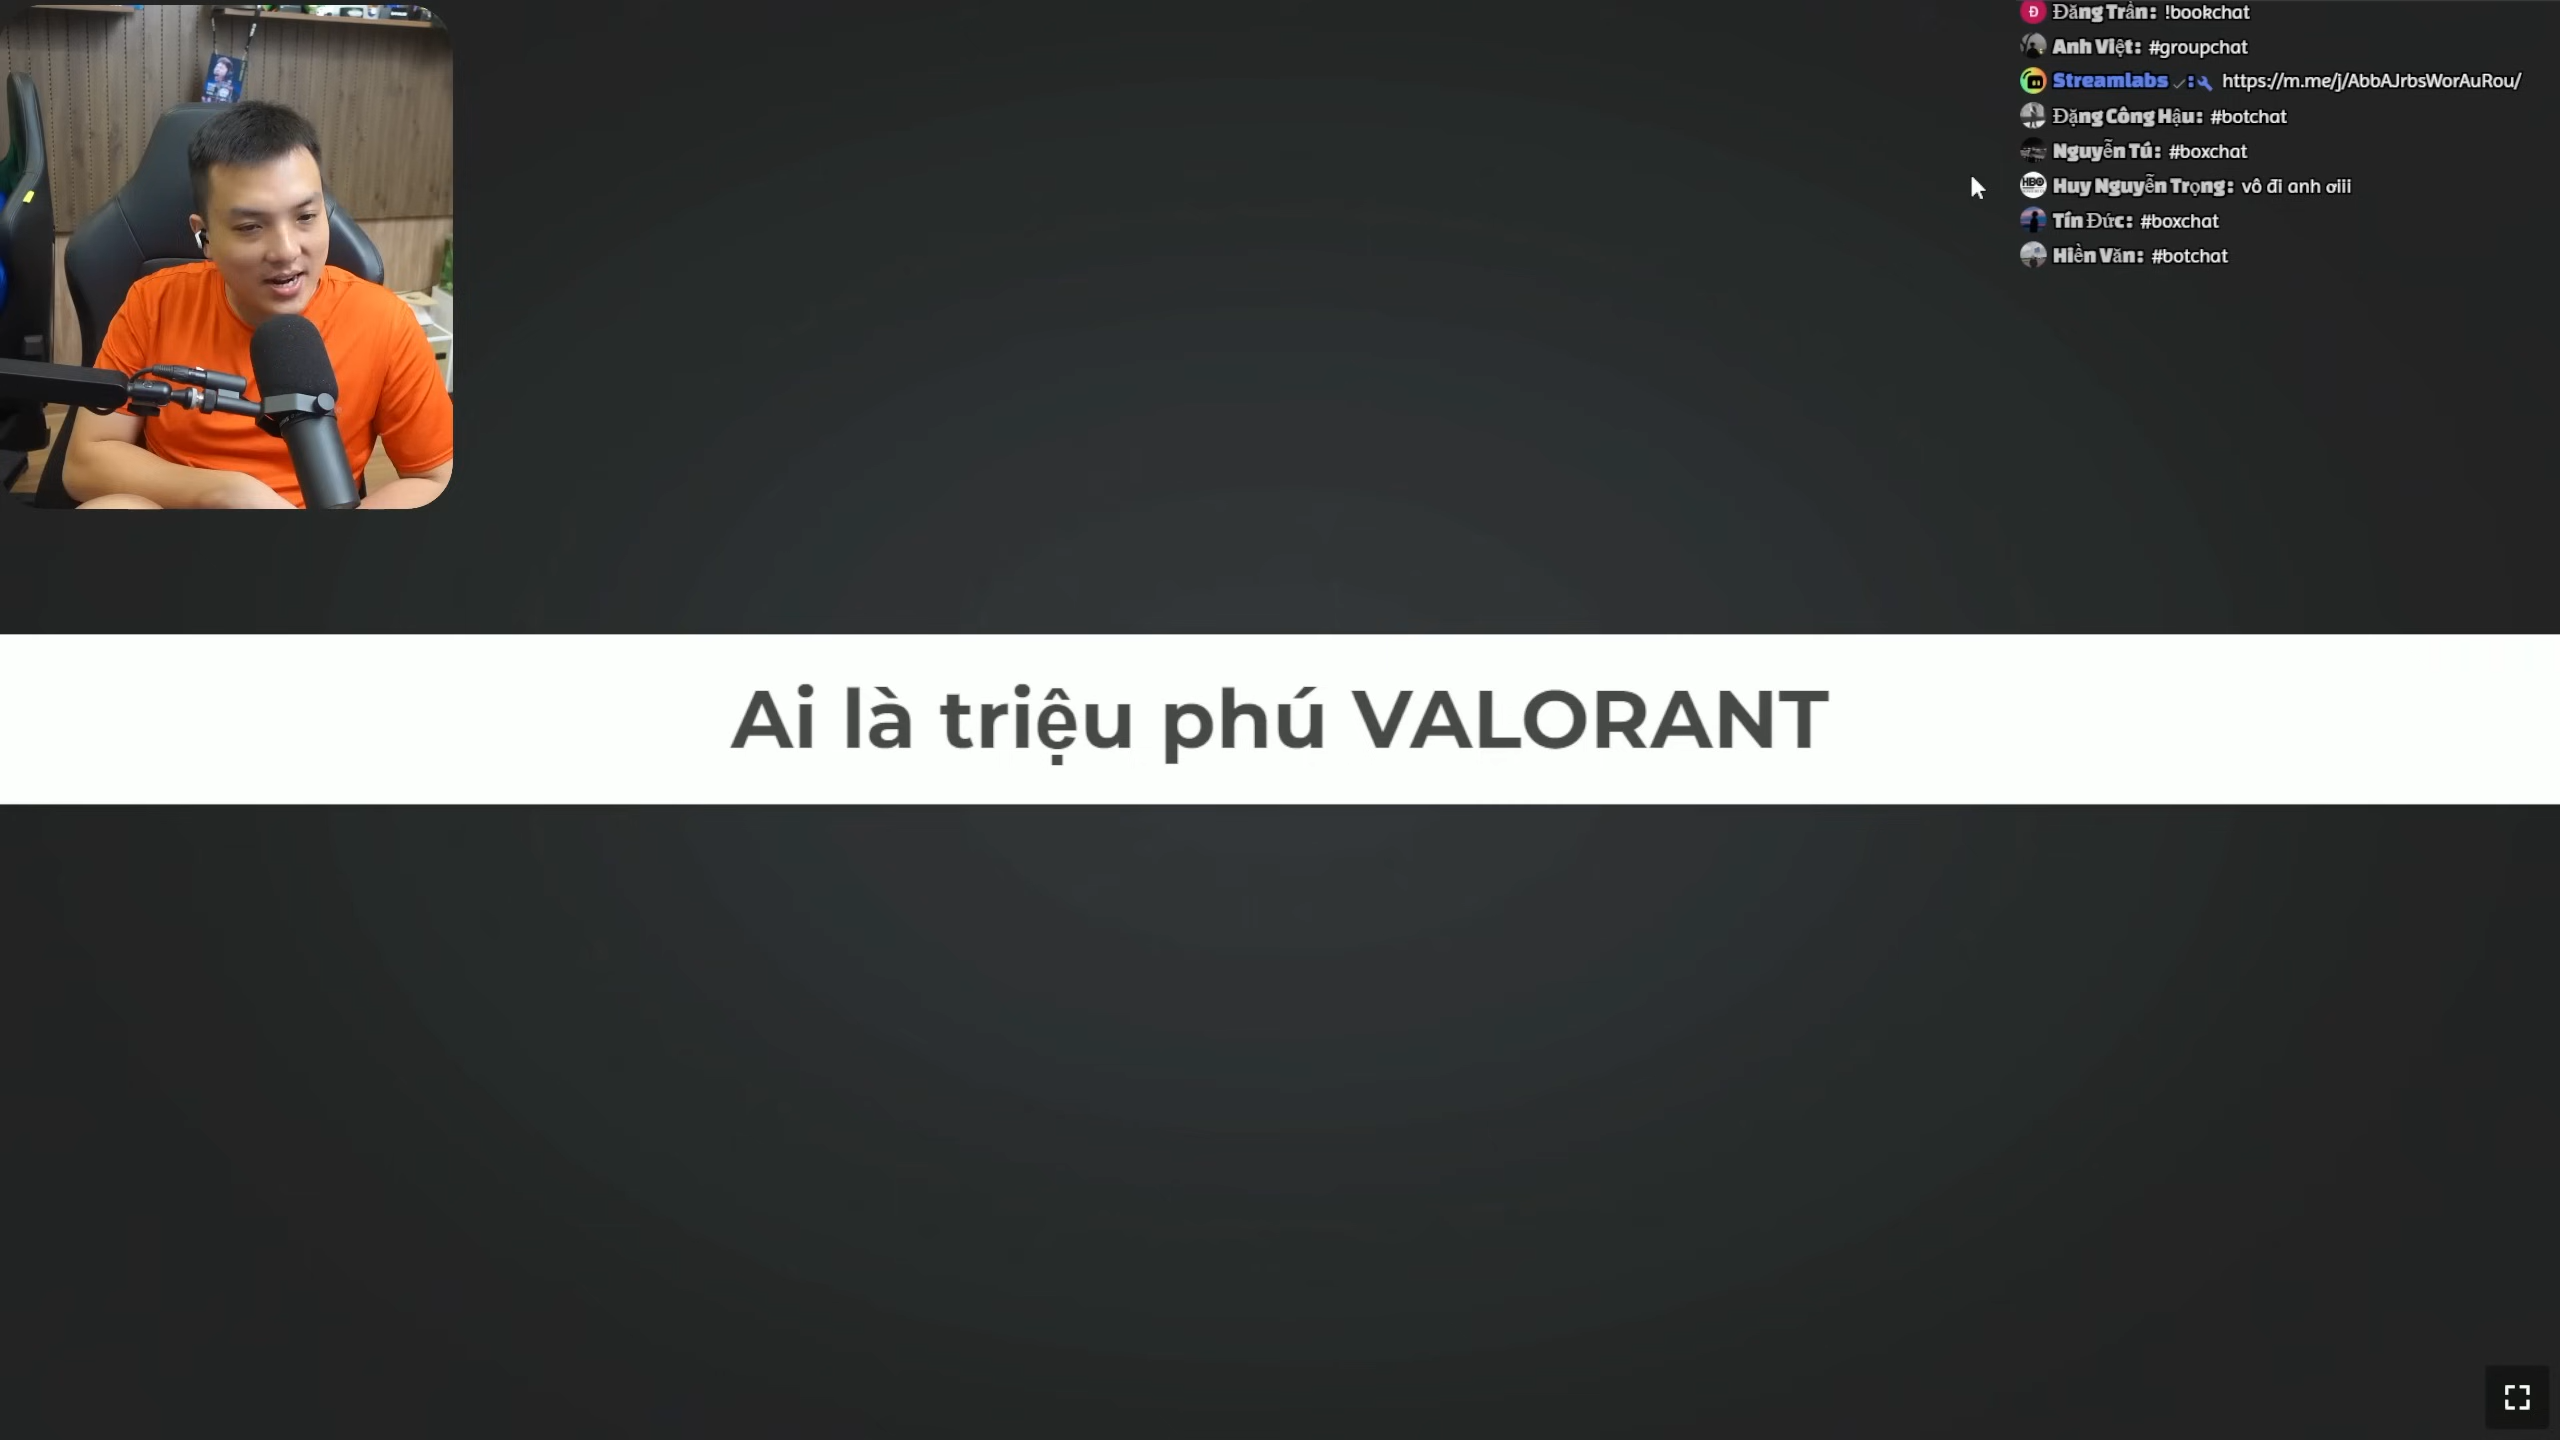 Đăng Trần: !bookchat
Anh Việt: #groupchat
Streamlabs: https://m.me/j/AbbAJrbsWorAuRou/
Đặng Công Hậu: #botchat
Nguyễn Tú: #boxchat
HBO
Huy Nguyễn Trọng: vô đi anh ơiii
Tín Đức: #boxchat
Hiền Văn: #botchat
Ai là triệu phú VALORANT